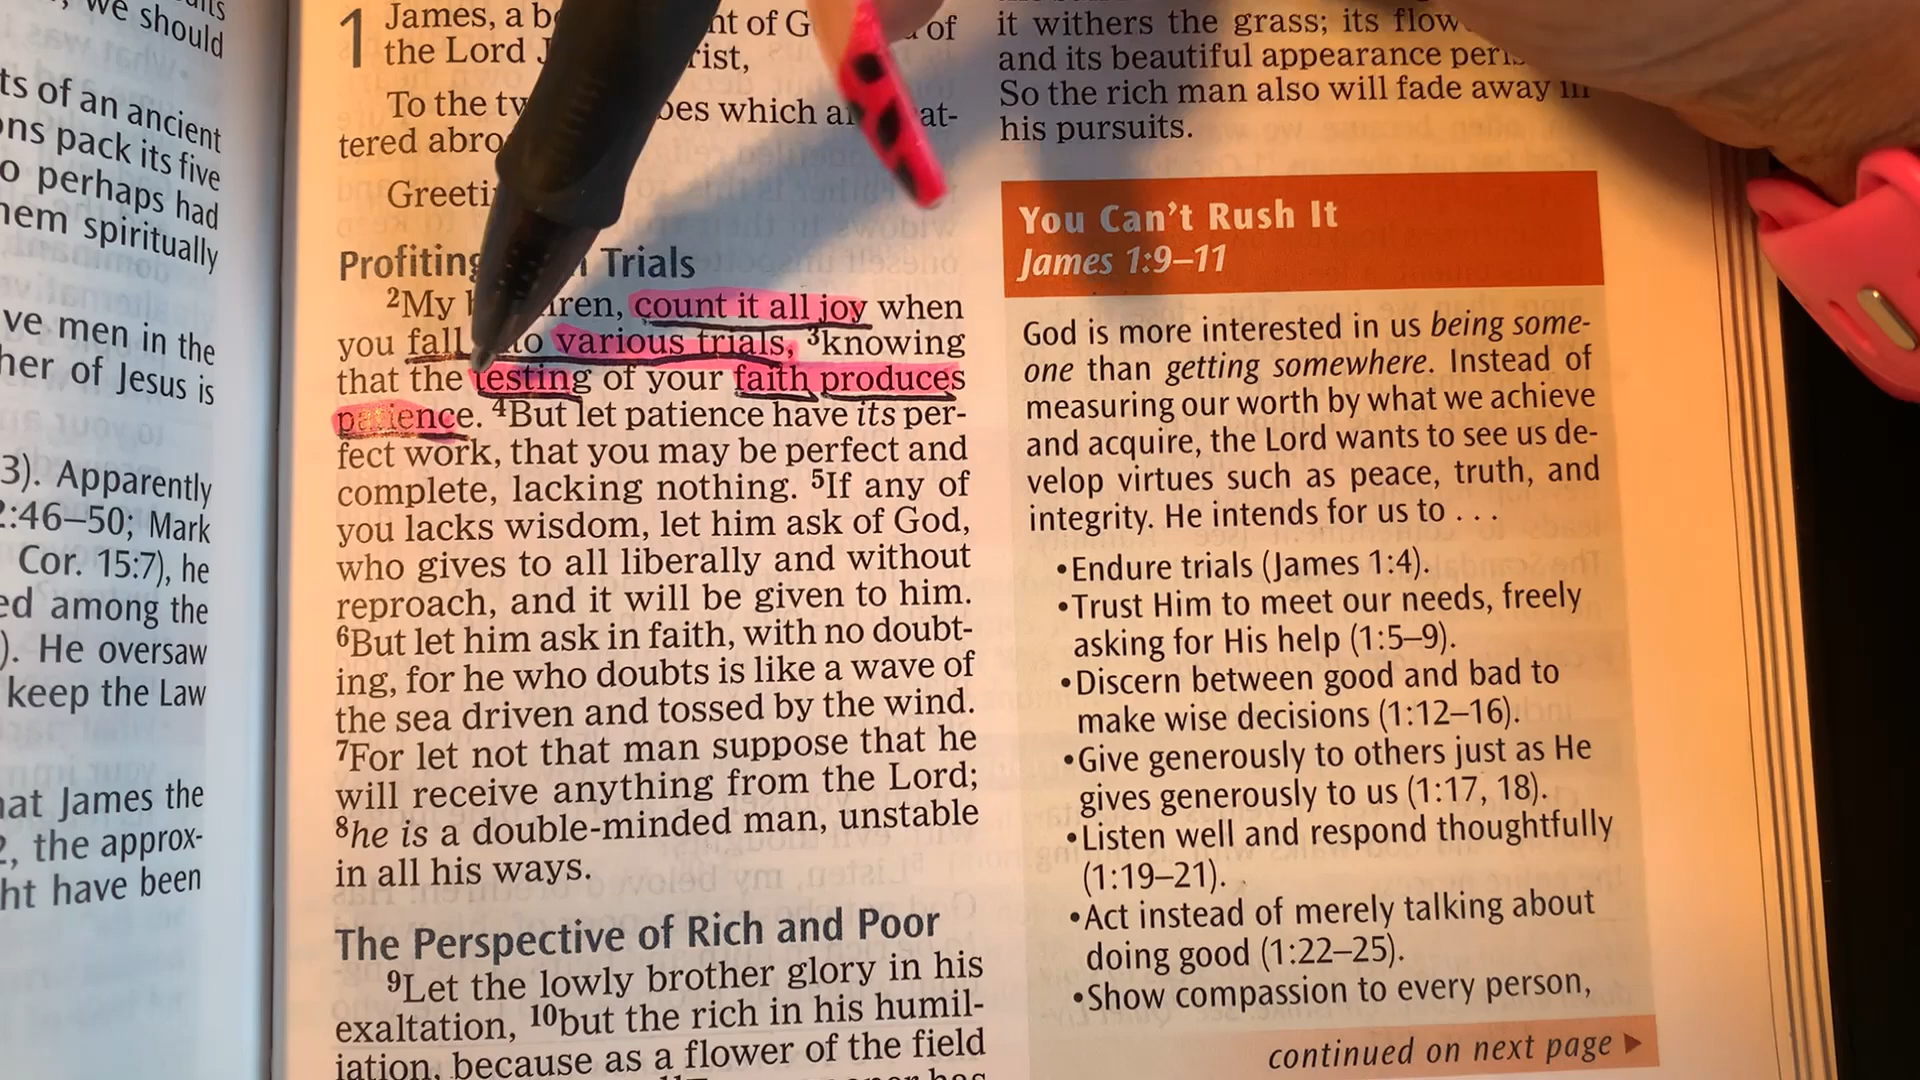 we should
ts of an ancient
ons pack its five
o perhaps had
hem spiritually
ve men in the
her of Jesus is
3). Apparently
2:46–50; Mark
Cor. 15:7), he
ed among the
). He oversaw
keep the Law
hat James the
2, the approx-
ht have been
1 James, a nt of G of
the Lord rist,
To the tw bes which a at-
tered abro
Greeti
Profiting Trials
2My ren, count it all joy when
you fall to various trials, 3knowing
that the testing of your faith produces
patience. 4But let patience have its per-
fect work, that you may be perfect and
complete, lacking nothing. 5If any of
you lacks wisdom, let him ask of God,
who gives to all liberally and without
reproach, and it will be given to him.
6But let him ask in faith, with no doubt-
ing, for he who doubts is like a wave of
the sea driven and tossed by the wind.
7For let not that man suppose that he
will receive anything from the Lord;
8he is a double-minded man, unstable
in all his ways.
The Perspective of Rich and Poor
9Let the lowly brother glory in his
exaltation, 10but the rich in his humil-
iation, because as a flower of the field
it withers the grass; its flow
and its beautiful appearance peri
So the rich man also will fade away in
his pursuits.
You Can't Rush It
James 1:9–11
God is more interested in us being some-
one than getting somewhere. Instead of
measuring our worth by what we achieve
and acquire, the Lord wants to see us de-
velop virtues such as peace, truth, and
integrity. He intends for us to . . .
•Endure trials (James 1:4).
•Trust Him to meet our needs, freely
asking for His help (1:5–9).
•Discern between good and bad to
make wise decisions (1:12–16).
•Give generously to others just as He
gives generously to us (1:17, 18).
•Listen well and respond thoughtfully
(1:19–21).
•Act instead of merely talking about
doing good (1:22–25).
•Show compassion to every person,
continued on next page ►